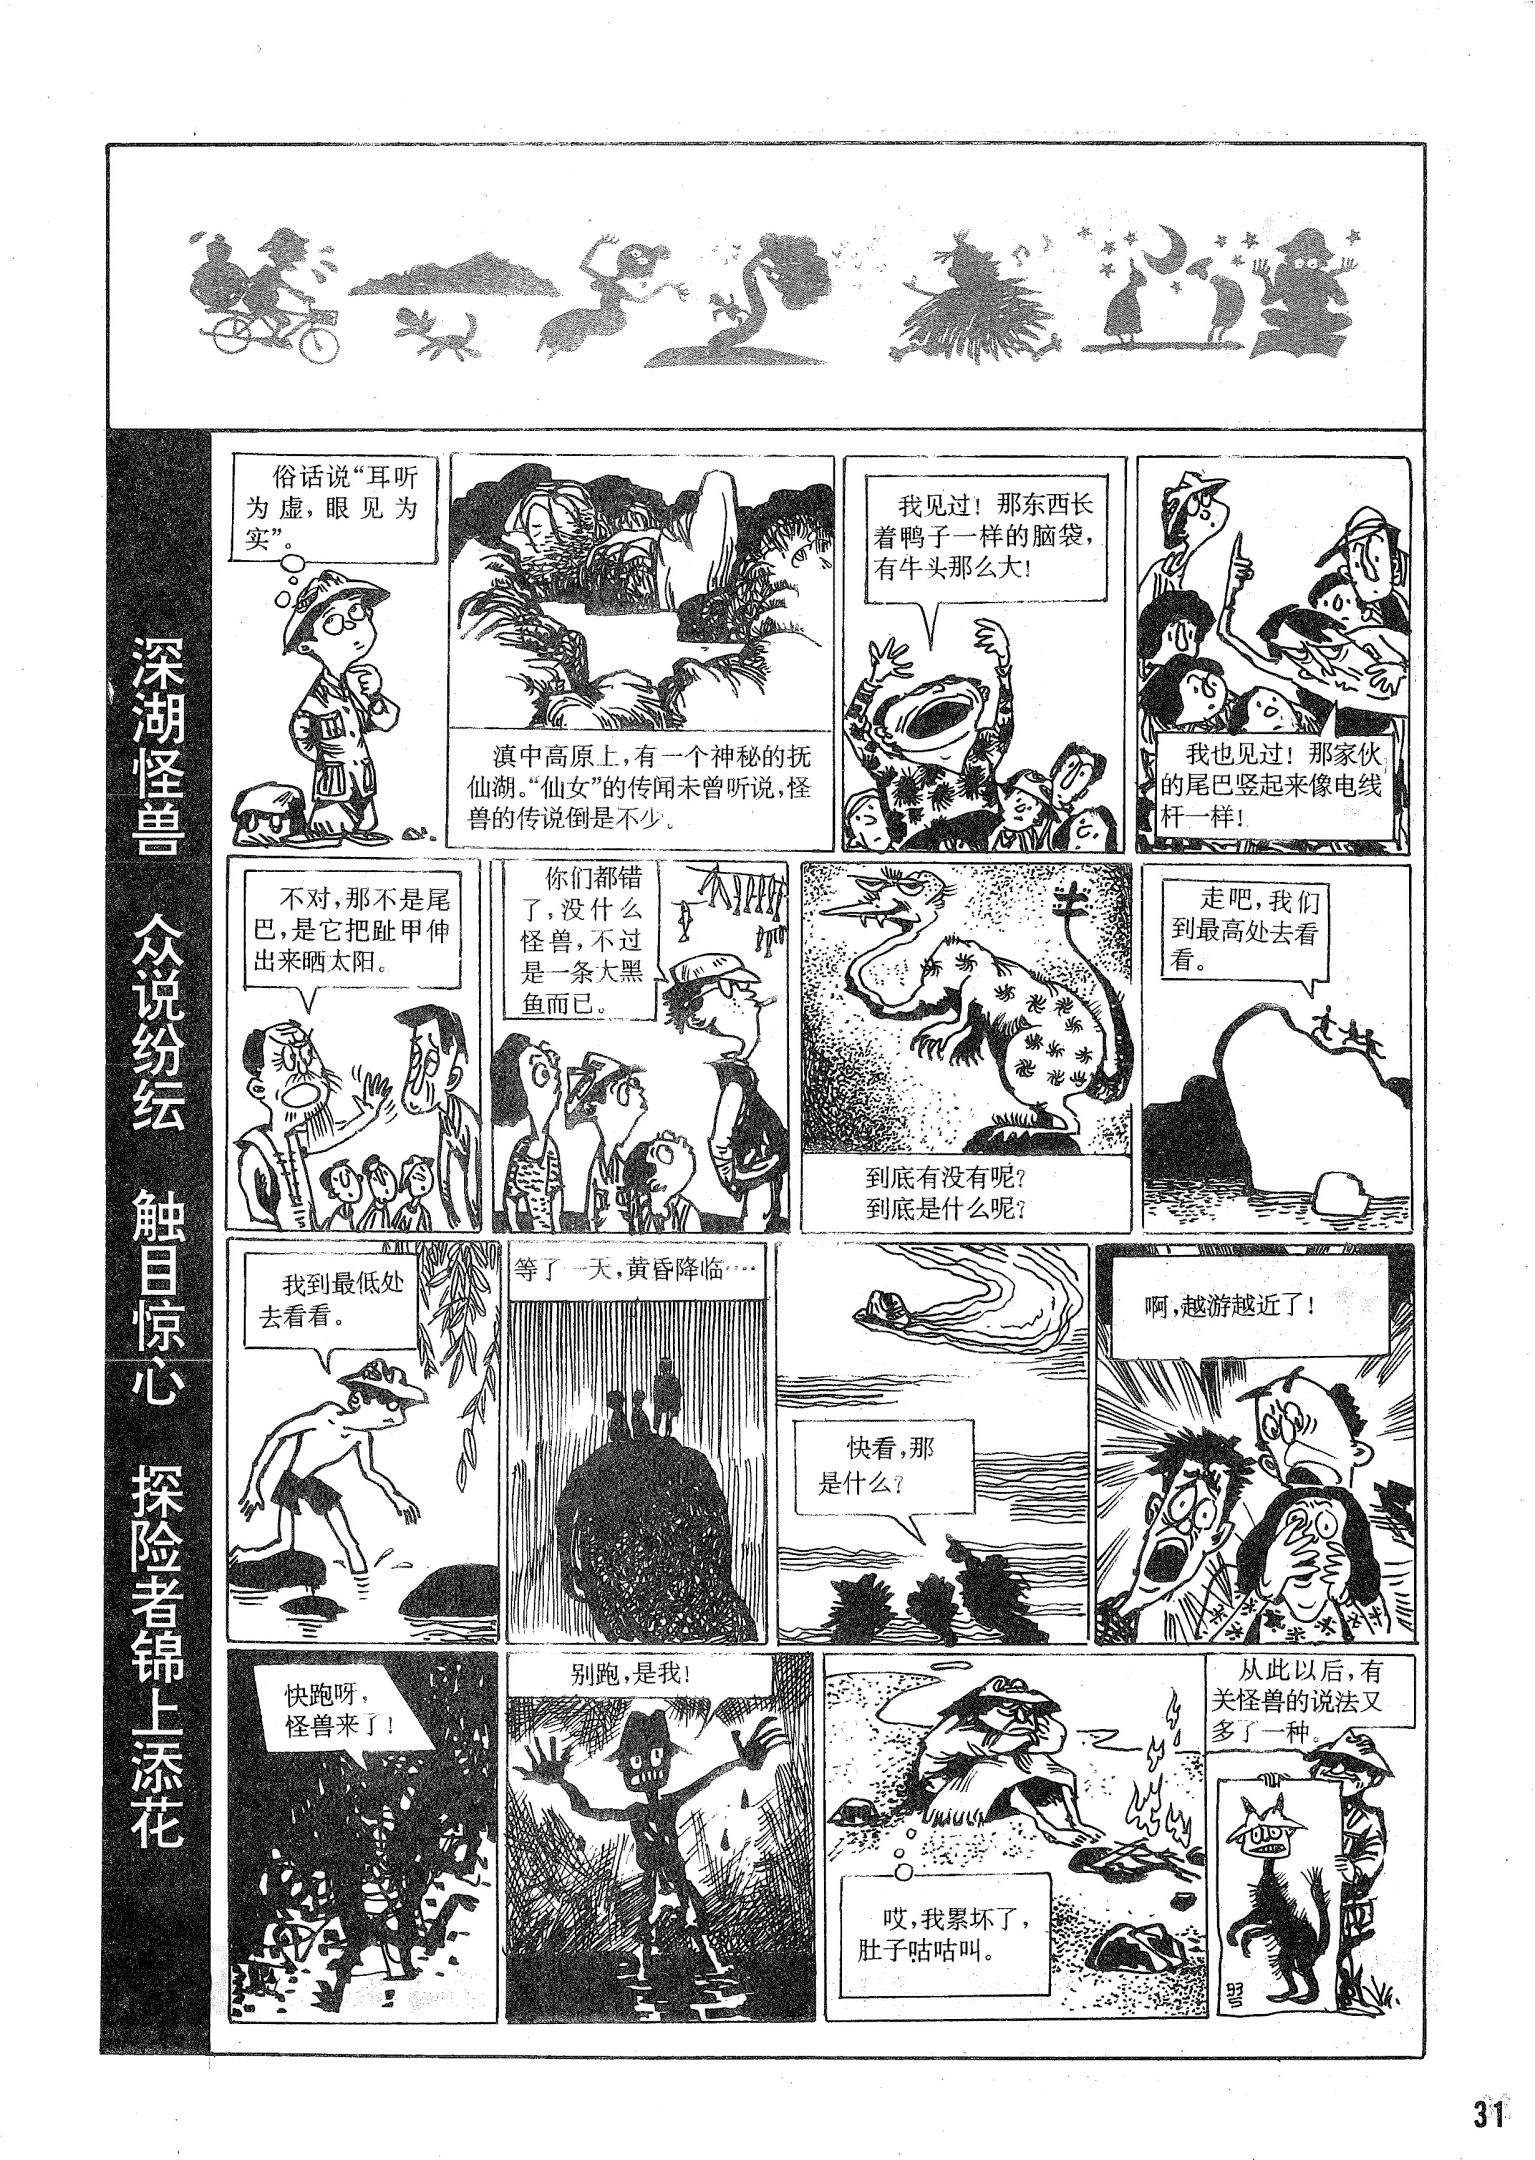 深湖怪兽 众说纷纭 触目惊心 探险者锦上添花
俗话说“耳听
为虚，眼见为
实”。
滇中高原上，有一个神秘的抚
仙湖。“仙女”的传闻未曾听说，怪
兽的传说倒是不少。
我见过！那东西长
着鸭子一样的脑袋，
有牛头那么大！
我也见过！那家伙
的尾巴竖起来像电线
杆一样！
不对，那不是尾
巴，是它把趾甲伸
出来晒太阳。
你们都错
了，没什么
怪兽，不过
是一条大黑
鱼而已。
到底有没有呢？
到底是什么呢？
走吧，我们
到最高处去看
看。
我到最低处
去看看。
等了一天，黄昏降临……
快看，那
是什么？
啊，越游越近了！
快跑呀，
怪兽来了！
别跑，是我！
哎，我累坏了，
肚子咕咕叫。
从此以后，有
关怪兽的说法又
多了一种。
31